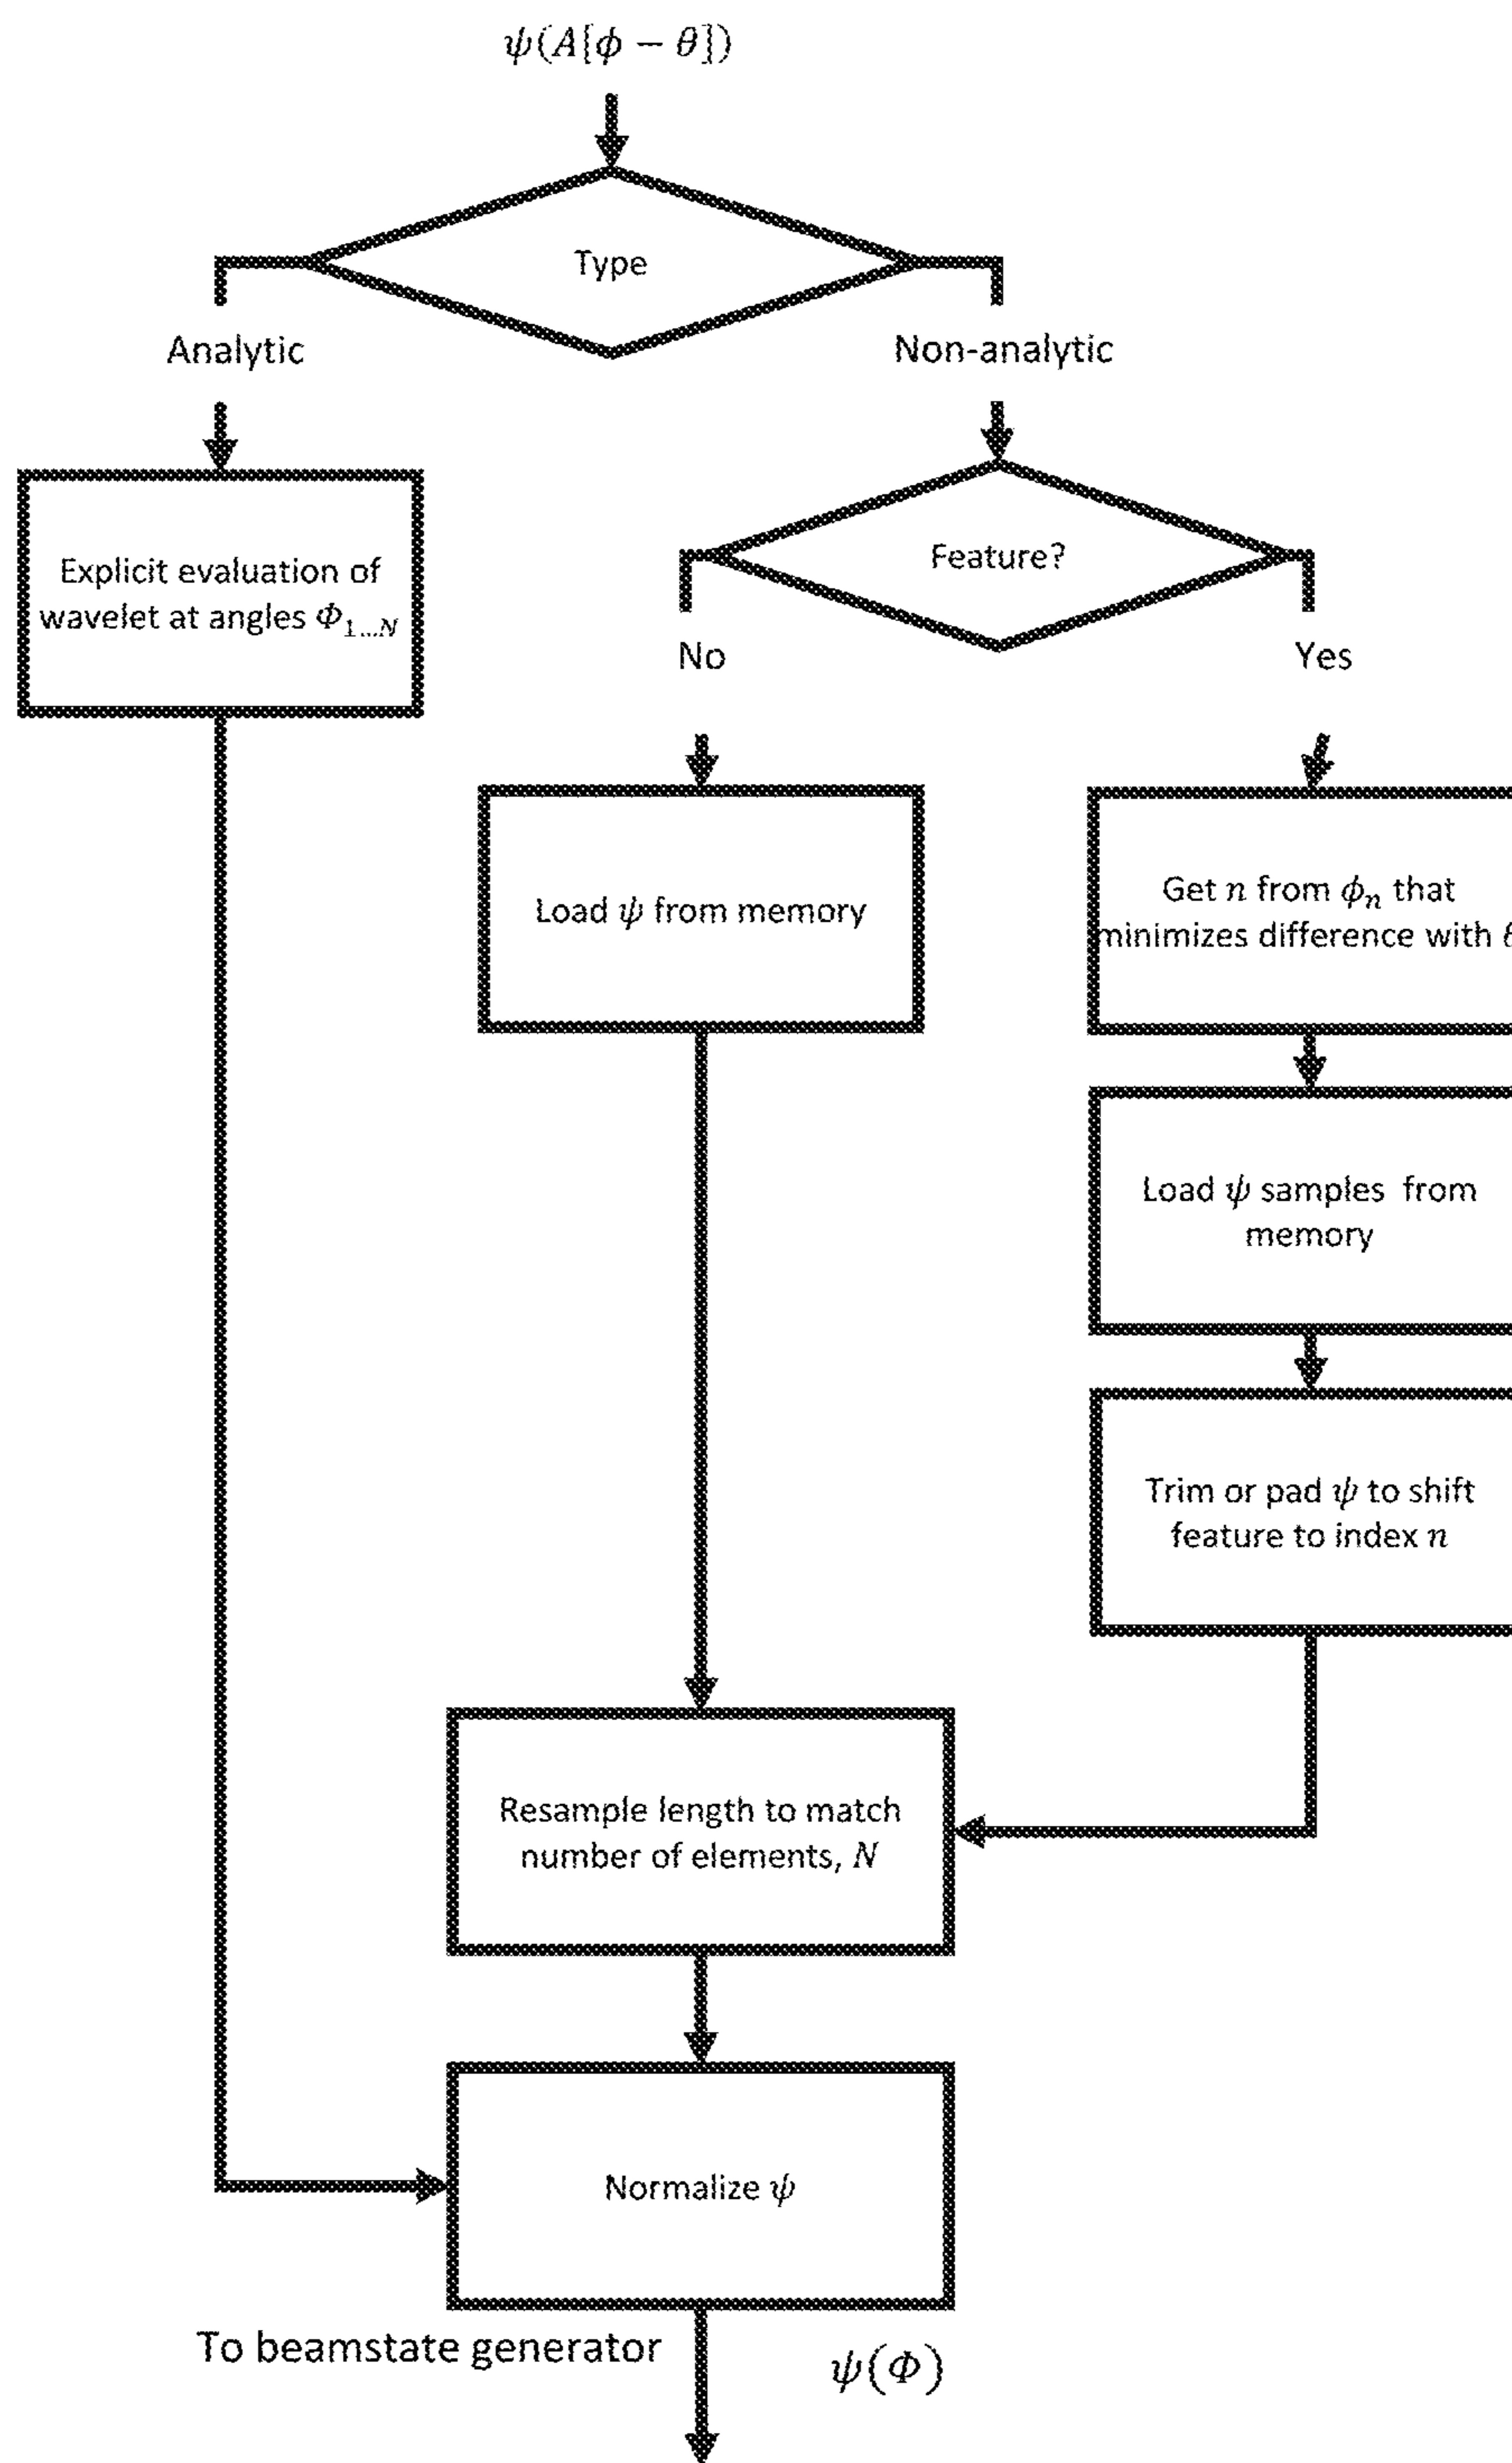 ψ(A[ϕ − θ])
Type
Analytic
Non-analytic
Explicit evaluation of
wavelet at angles Φ₁...N
Feature?
No
Yes
Load ψ from memory
Get n from ϕₙ that
minimizes difference with
Load ψ samples from
memory
Trim or pad ψ to shift
feature to index n
Resample length to match
number of elements, N
Normalize ψ
To beamstate generator
ψ(Φ)